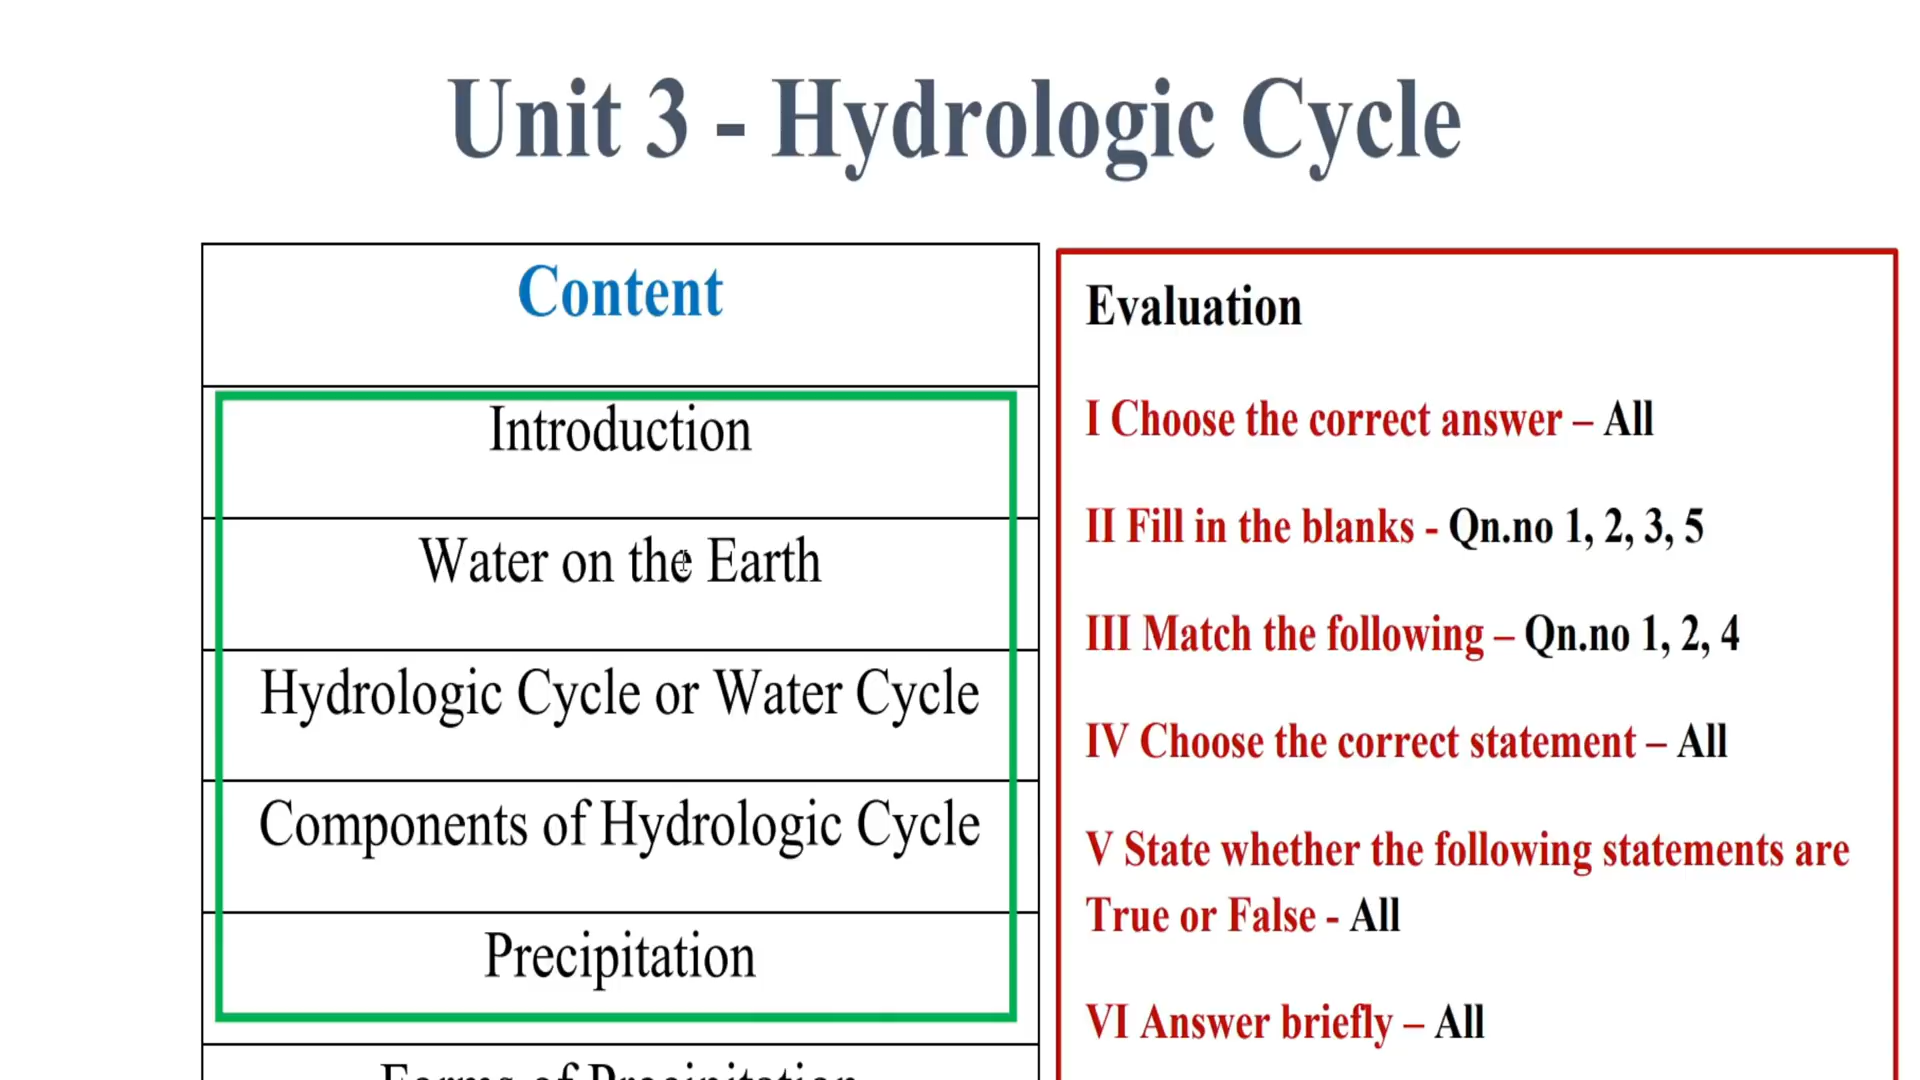 Unit 3 - Hydrologic Cycle
Content
Introduction
Water on the Earth
Hydrologic Cycle or Water Cycle
Components of Hydrologic Cycle
Precipitation
Forms of Precipitation
Evaluation
I Choose the correct answer – All
II Fill in the blanks - Qn.no 1, 2, 3, 5
III Match the following – Qn.no 1, 2, 4
IV Choose the correct statement – All
V State whether the following statements are
True or False - All
VI Answer briefly – All